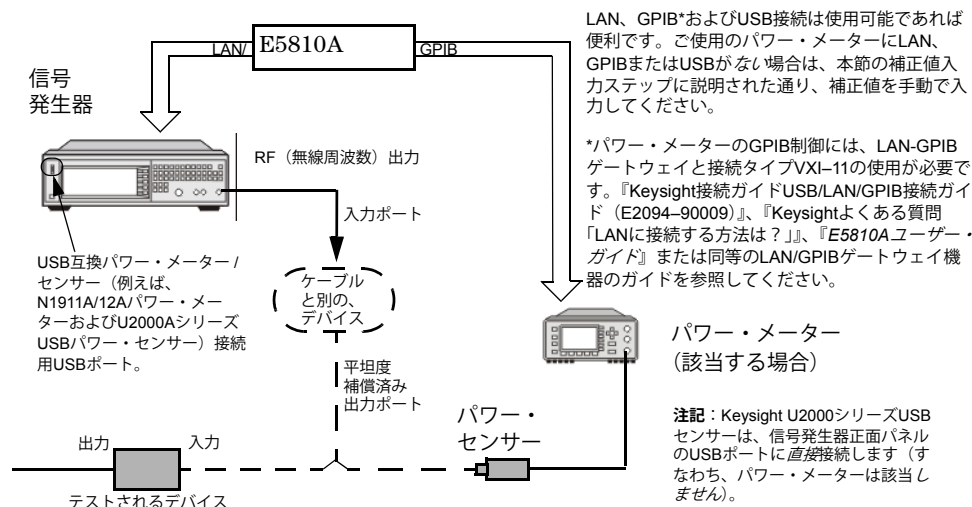 LAN、GPIB*およびUSB接続は使用可能であれば
便利です。ご使用のパワー・メーターにLAN、
GPIBまたはUSBがない場合は、本節の補正値入
力ステップに説明された通り、補正値を手動で入
力してください。
*パワー・メーターのGPIB制御には、LAN-GPIB
ゲートウェイと接続タイプVXI–11の使用が必要で
す。『Keysight接続ガイドUSB/LAN/GPIB接続ガイ
ド（E2094–90009）』、『Keysightよくある質問
「LANに接続する方法は？」』、『E5810Aユーザー・
ガイド』または同等のLAN/GPIBゲートウェイ機
器のガイドを参照してください。
LAN/
E5810A
GPIB
信号
発生器
RF（無線周波数）出力
入力ポート
USB互換パワー・メーター /
センサー（例えば、
N1911A/12Aパワー・メー
ターおよびU2000Aシリーズ
USBパワー・センサー）接続
用USBポート。
ケーブル
と別の、
デバイス
パワー・メーター
（該当する場合）
平坦度
補償済み
出力ポート
パワー・
センサー
注記：Keysight U2000シリーズUSB
センサーは、信号発生器正面パネル
のUSBポートに直接接続します（す
なわち、パワー・メーターは該当し
ません）。
出力
入力
テストされるデバイス